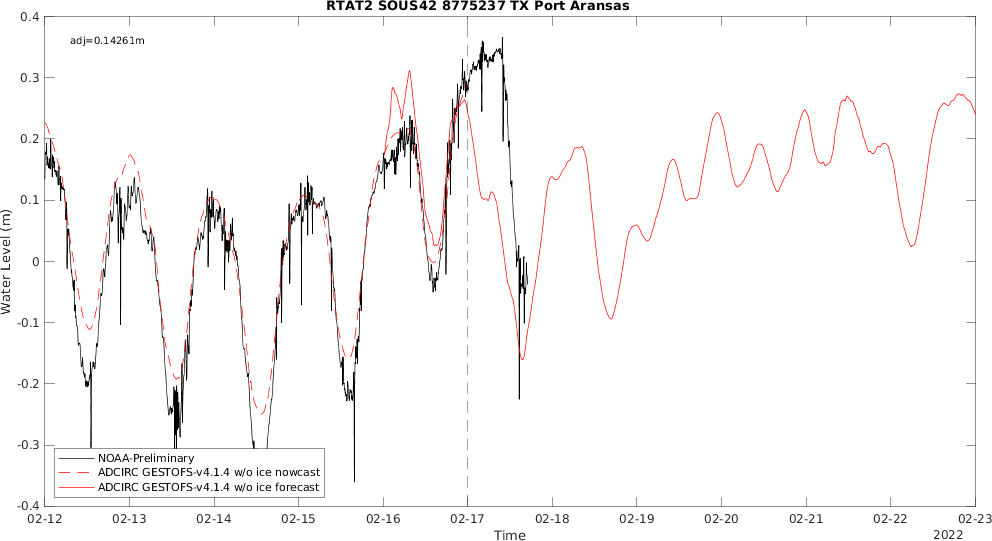 RTAT2 SOUS42 8775237 TX Port Aransas
adj=0.14261m
0.4
0.3
0.2
0.1
0
-0.1
-0.2
-0.3
-0.4
Water Level (m)
NOAA-Preliminary
ADCIRC GESTOFS-v4.1.4 w/o ice nowcast
ADCIRC GESTOFS-v4.1.4 w/o ice forecast
02-12 02-13 02-14 02-15 02-16 02-17 02-18 02-19 02-20 02-21 02-22 02-23
Time
2022